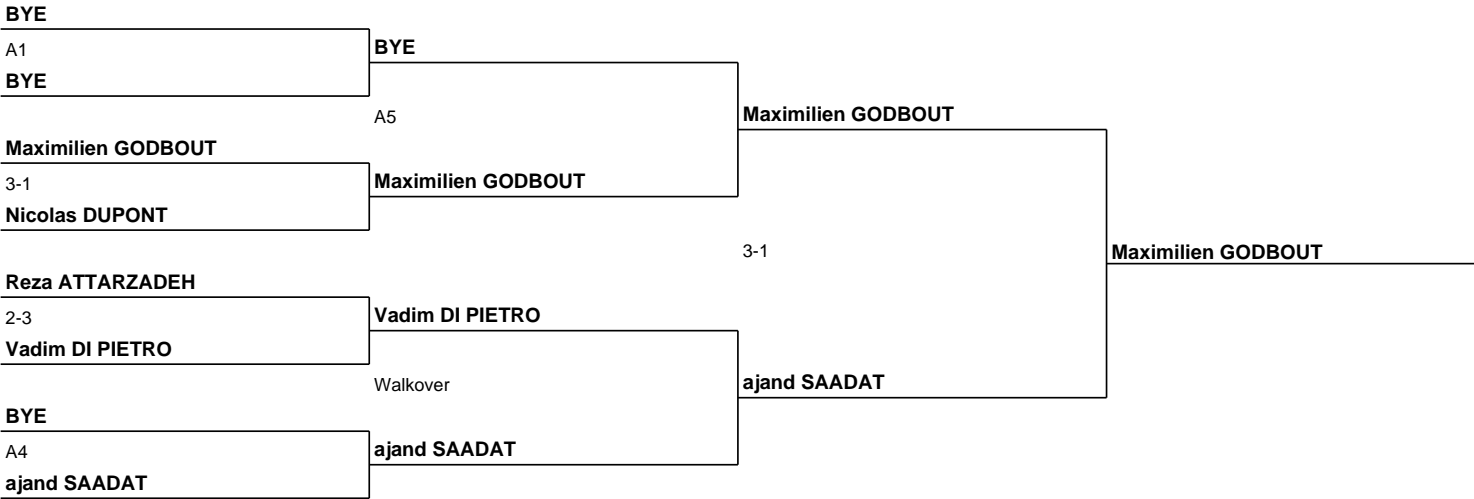 BYE
A1
BYE
BYE
A5
Maximilien GODBOUT
Maximilien GODBOUT
3-1
Maximilien GODBOUT
Nicolas DUPONT
3-1
Maximilien GODBOUT
Reza ATTARZADEH
2-3
Vadim DI PIETRO
Vadim DI PIETRO
Walkover
ajand SAADAT
BYE
A4
ajand SAADAT
ajand SAADAT